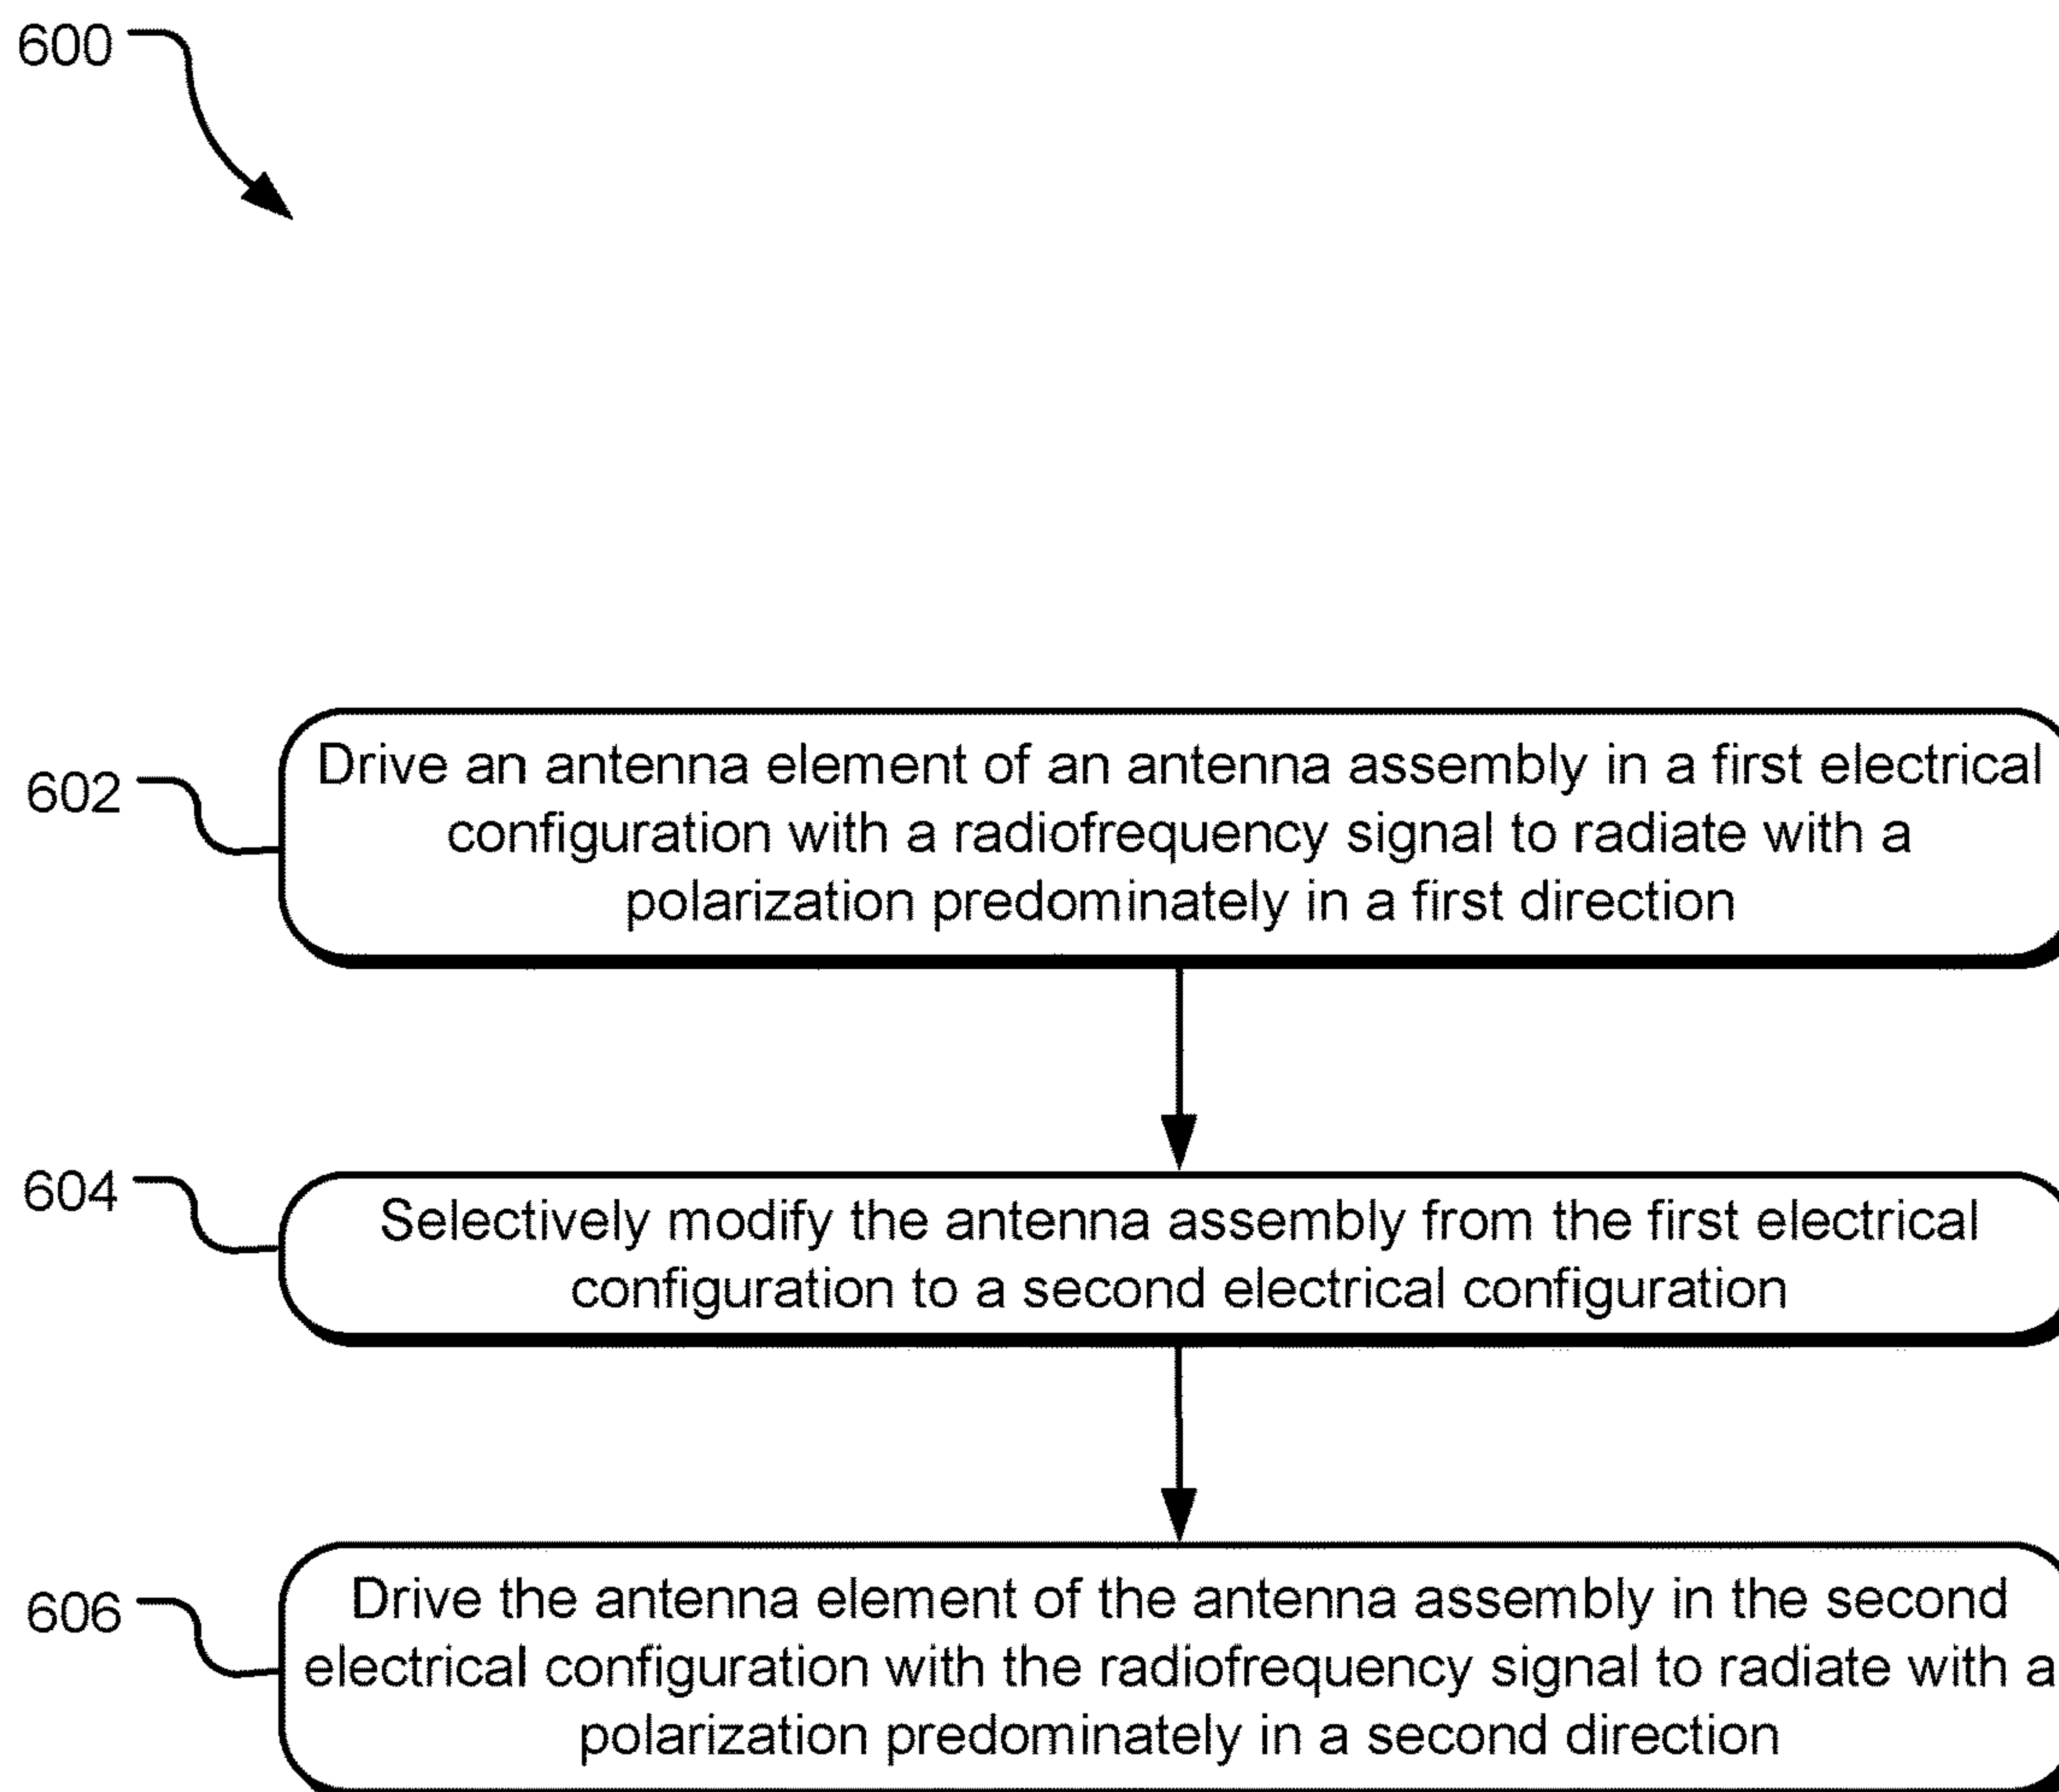 600
602
Drive an antenna element of an antenna assembly in a first electrical
configuration with a radiofrequency signal to radiate with a
polarization predominately in a first direction
604
Selectively modify the antenna assembly from the first electrical
configuration to a second electrical configuration
606
Drive the antenna element of the antenna assembly in the second
electrical configuration with the radiofrequency signal to radiate with a
polarization predominately in a second direction